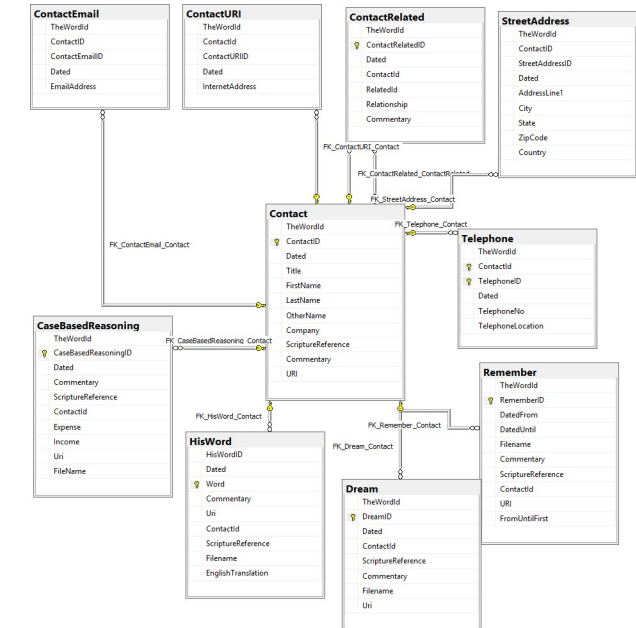 ContactEmail
TheWordId
ContactID
ContactEmailID
Dated
EmailAddress
ContactURI
TheWordId
ContactId
ContactURIID
Dated
InternetAddress
ContactRelated
TheWordId
ContactRelatedID
Dated
ContactId
RelatedId
Relationship
Commentary
StreetAddress
TheWordId
ContactID
StreetAddressID
Dated
AddressLine1
City
State
ZipCode
Country
FK_ContactURI_Contact
FK_ContactRelated_ContactRelated
FK_StreetAddress_Contact
FK_Telephone_Contact
FK_ContactEmail_Contact
Contact
TheWordId
ContactID
Dated
Title
FirstName
LastName
OtherName
Company
ScriptureReference
Commentary
URI
Telephone
TheWordId
ContactId
TelephoneID
Dated
TelephoneNo
TelephoneLocation
CaseBasedReasoning
TheWordId
CaseBasedReasoningID
Dated
Commentary
ScriptureReference
ContactId
Expense
Income
Uri
FileName
FK_CaseBasedReasoning_Contact
FK_HisWord_Contact
FK_Remember_Contact
FK_Dream_Contact
Remember
TheWordId
RememberID
DatedFrom
DatedUntil
Filename
Commentary
ScriptureReference
ContactId
URI
FromUntilFirst
HisWord
HisWordID
Dated
Word
Commentary
Uri
ContactId
ScriptureReference
Filename
EnglishTranslation
Dream
TheWordId
DreamID
Dated
ContactId
ScriptureReference
Commentary
Filename
Uri